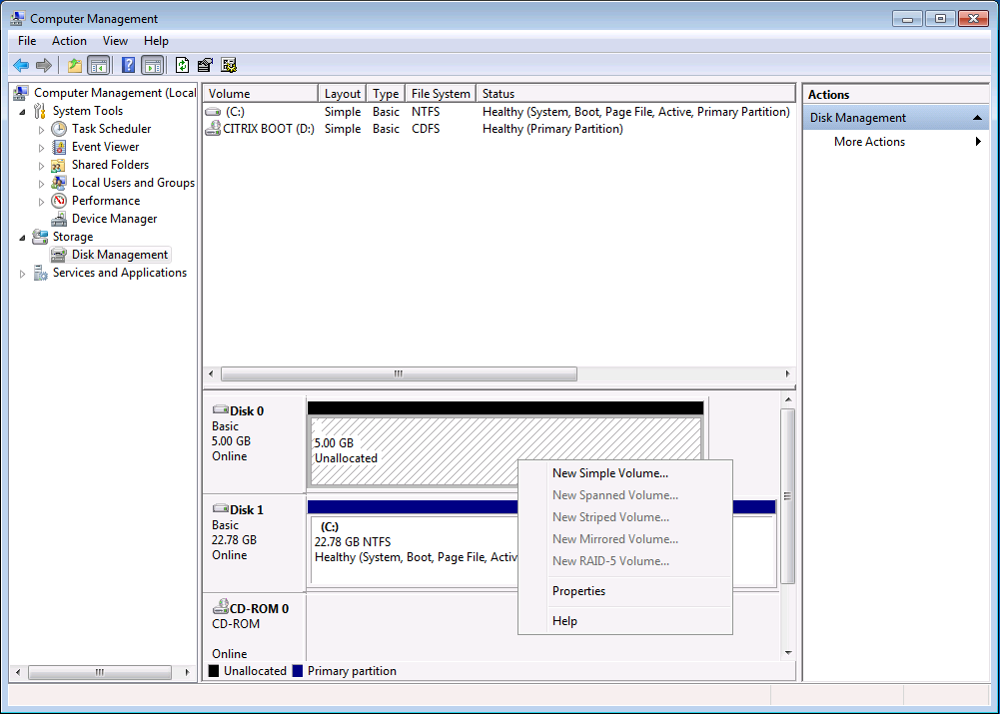 Computer Management
File Action View Help
Computer Management (Local
System Tools
Task Scheduler
Event Viewer
Shared Folders
Local Users and Groups
Performance
Device Manager
Storage
Disk Management
Services and Applications
Volume Layout Type File System Status
(C:) Simple Basic NTFS Healthy (System, Boot, Page File, Active, Primary Partition)
CITRIX BOOT (D:) Simple Basic CDFS Healthy (Primary Partition)
Disk 0
Basic
5.00 GB
Online
5.00 GB
Unallocated
Disk 1
Basic
22.78 GB
Online
(C:)
22.78 GB NTFS
Healthy (System, Boot, Page File, Activ
CD-ROM 0
CD-ROM
Online
Unallocated Primary partition
New Simple Volume...
New Spanned Volume...
New Striped Volume...
New Mirrored Volume...
New RAID-5 Volume...
Properties
Help
Actions
Disk Management
More Actions